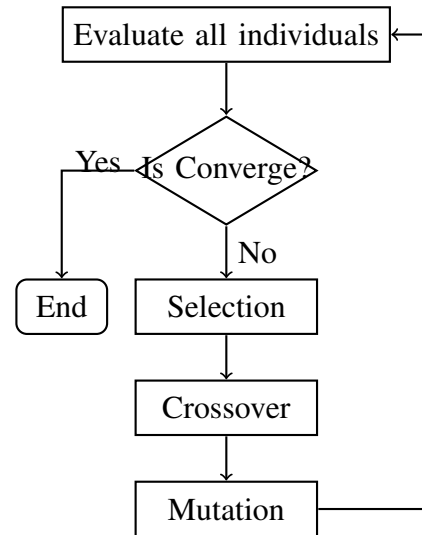 Evaluate all individuals
Is Converge?
Yes
No
End
Selection
Crossover
Mutation